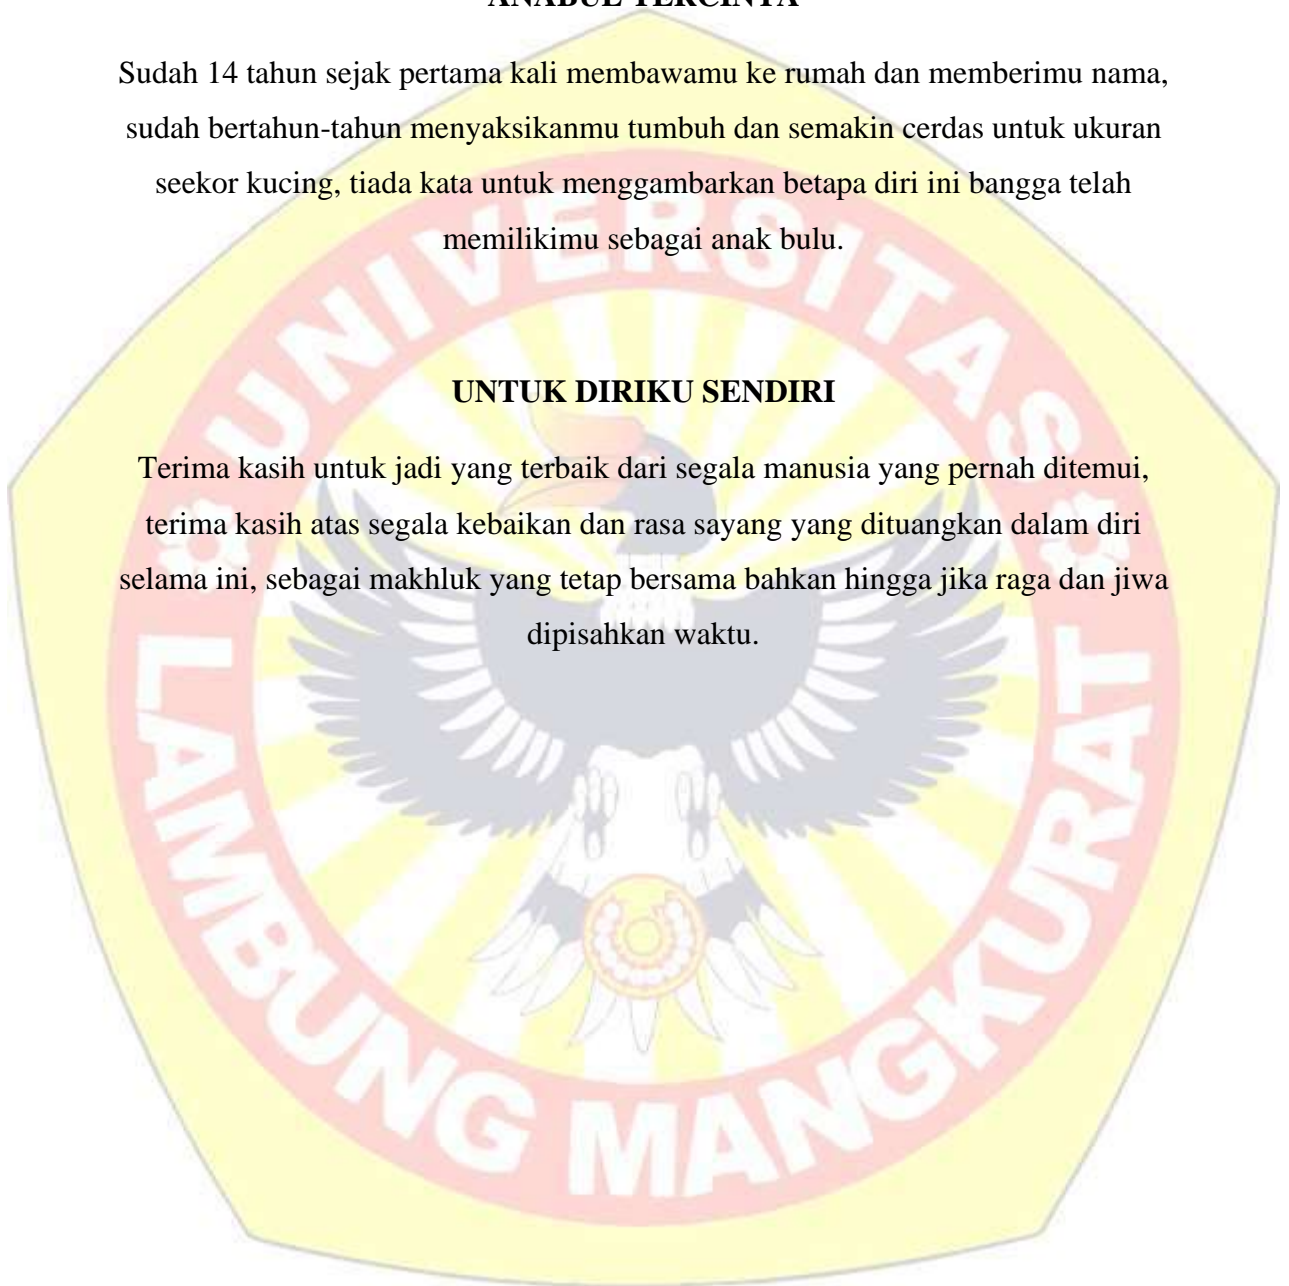 ANABUL TERCINTA
Sudah 14 tahun sejak pertama kali membawamu ke rumah dan memberimu nama,
sudah bertahun-tahun menyaksikanmu tumbuh dan semakin cerdas untuk ukuran
seekor kucing, tiada kata untuk menggambarkan betapa diri ini bangga telah
memilikimu sebagai anak bulu.
UNTUK DIRIKU SENDIRI
Terima kasih untuk jadi yang terbaik dari segala manusia yang pernah ditemui,
terima kasih atas segala kebaikan dan rasa sayang yang dituangkan dalam diri
selama ini, sebagai makhluk yang tetap bersama bahkan hingga jika raga dan jiwa
dipisahkan waktu.
UNIVERSITAS
LAMBUNG MANGKURAT